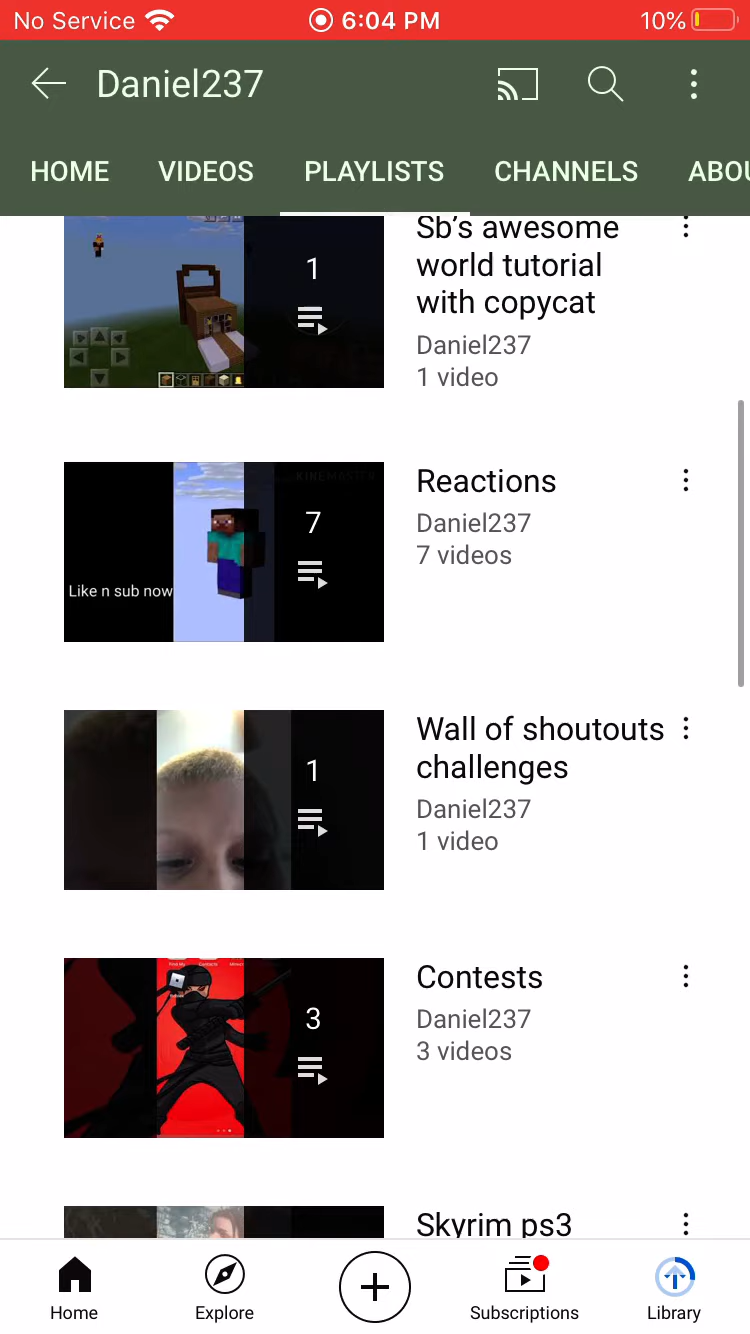 No Service 6:04 PM 10%
Daniel237
HOME VIDEOS PLAYLISTS CHANNELS ABOU
1
Sb's awesome
world tutorial
with copycat
Daniel237
1 video
KINEMASTER
7
Like n sub now
Reactions
Daniel237
7 videos
1
Wall of shoutouts
challenges
Daniel237
1 video
3
Contests
Daniel237
3 videos
Skyrim ps3
Home Explore Subscriptions Library